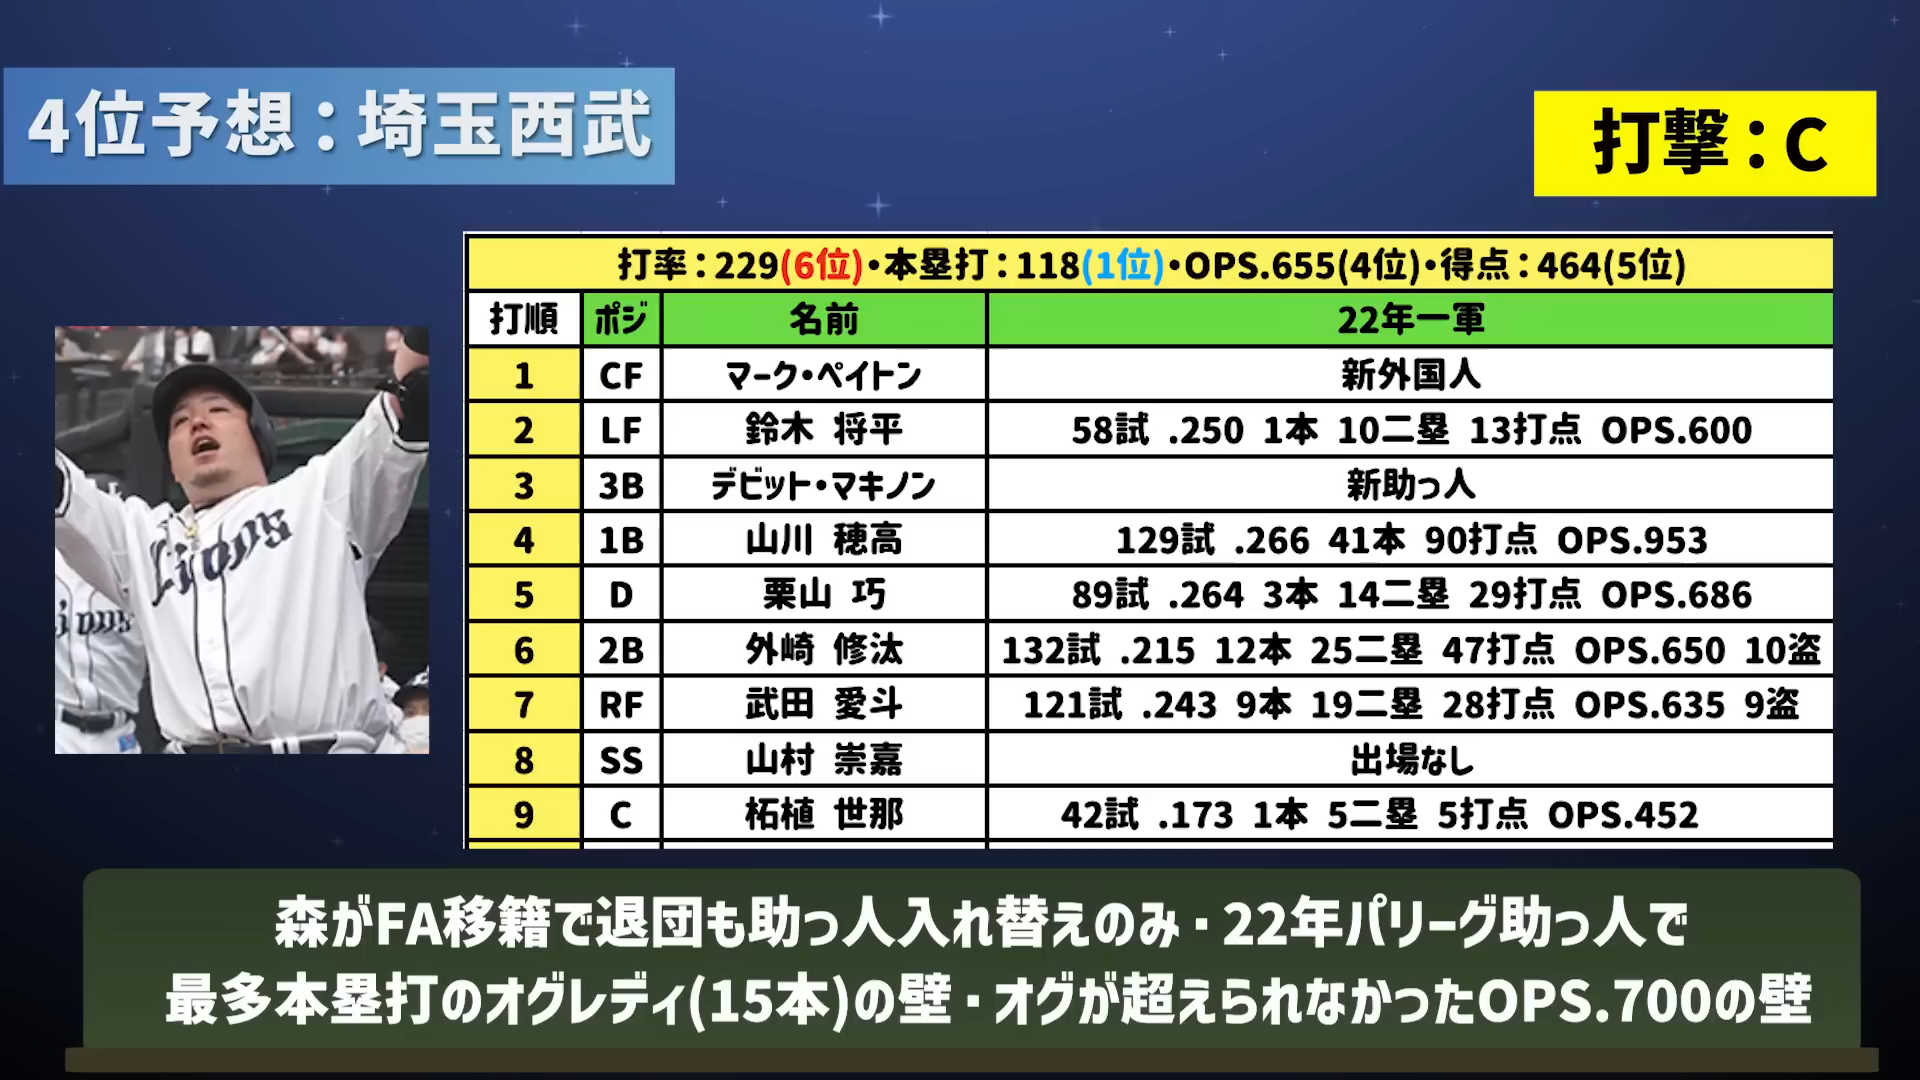 4位予想：埼玉西武
打撃：C
打率：229(6位)・本塁打：118(1位)・OPS.655(4位)・得点：464(5位)
打順 ポジ 名前 22年一軍
1 CF マーク・ペイトン 新外国人
2 LF 鈴木 将平 58試 .250 1本 10二塁 13打点 OPS.600
3 3B デビット・マキノン 新助っ人
4 1B 山川 穂高 129試 .266 41本 90打点 OPS.953
5 D 栗山 巧 89試 .264 3本 14二塁 29打点 OPS.686
6 2B 外崎 修汰 132試 .215 12本 25二塁 47打点 OPS.650 10盗
7 RF 武田 愛斗 121試 .243 9本 19二塁 28打点 OPS.635 9盗
8 SS 山村 崇嘉 出場なし
9 C 柘植 世那 42試 .173 1本 5二塁 5打点 OPS.452
Lions
ions
森がFA移籍で退団も助っ人入れ替えのみ・22年パリーグ助っ人で
最多本塁打のオグレディ(15本)の壁・オグが超えられなかったOPS.700の壁